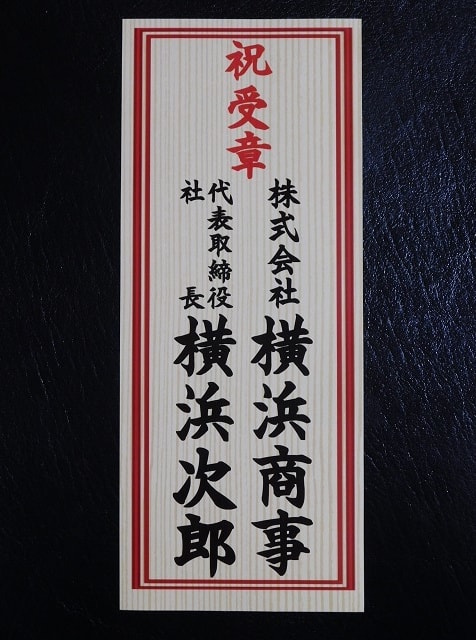 祝受章
株式会社 横浜商事
代表取締役
社長
横浜次郎